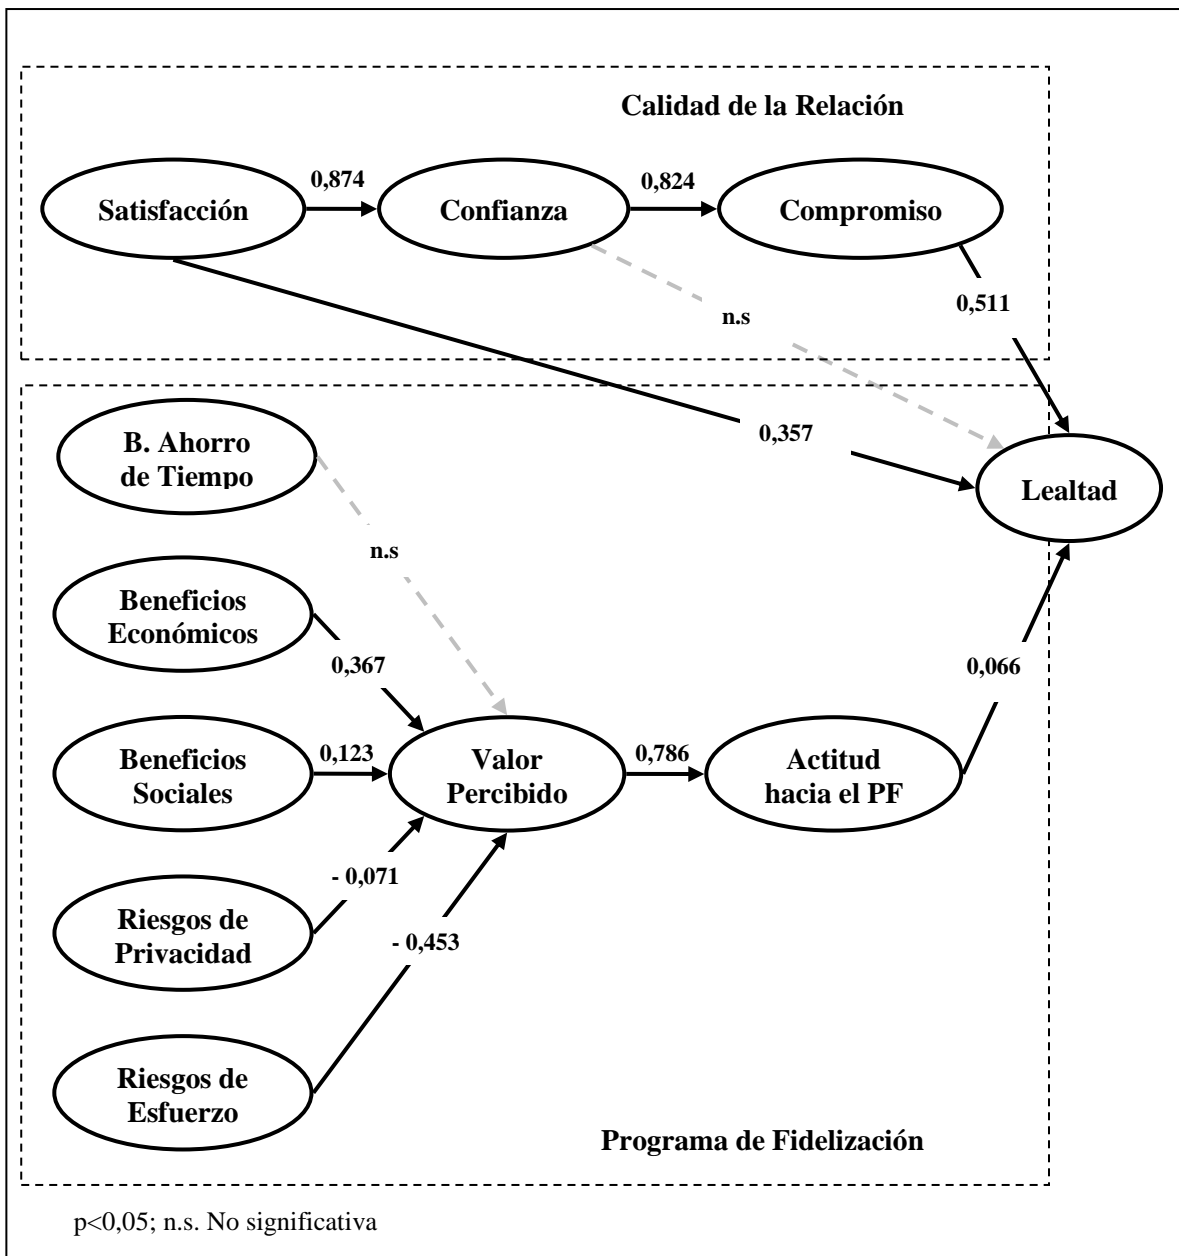 Calidad de la Relación
0,874
0,824
Satisfacción
Confianza
Compromiso
0,511
n.s
0,357
B. Ahorro
de Tiempo
Lealtad
n.s
Beneficios
Económicos
0,367
0,066
Beneficios
Sociales
0,123
Valor
Percibido
0,786
Actitud
hacia el PF
- 0,071
Riesgos de
Privacidad
- 0,453
Riesgos de
Esfuerzo
Programa de Fidelización
p<0,05; n.s. No significativa